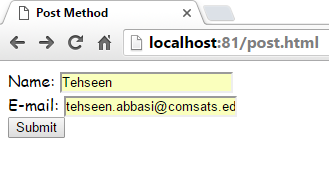 Post Method
localhost:81/post.html
Name: Tehseen
E-mail: tehseen.abbasi@comsats.ed
Submit